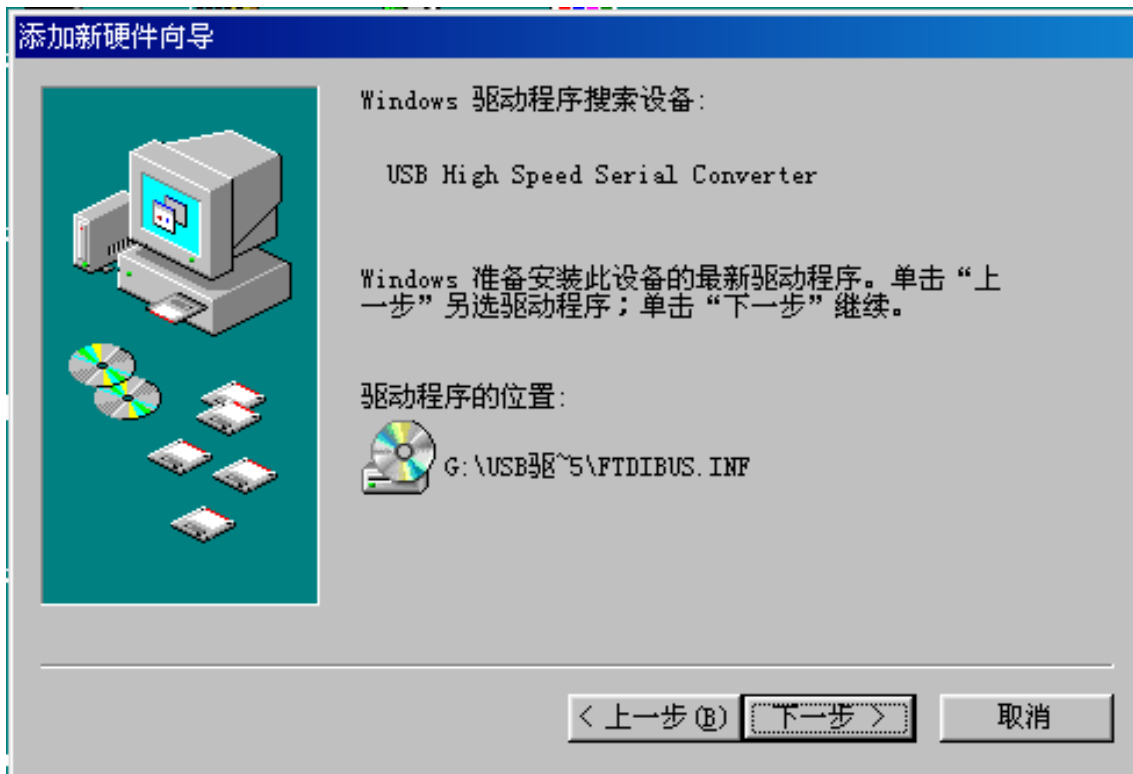 添加新硬件向导
Windows 驱动程序搜索设备:
USB High Speed Serial Converter
Windows 准备安装此设备的最新驱动程序。单击“上
一步”另选驱动程序；单击“下一步”继续。
驱动程序的位置:
G:\USB驱~5\FTDIBUS.INF
< 上一步(B)
下一步 >
取消